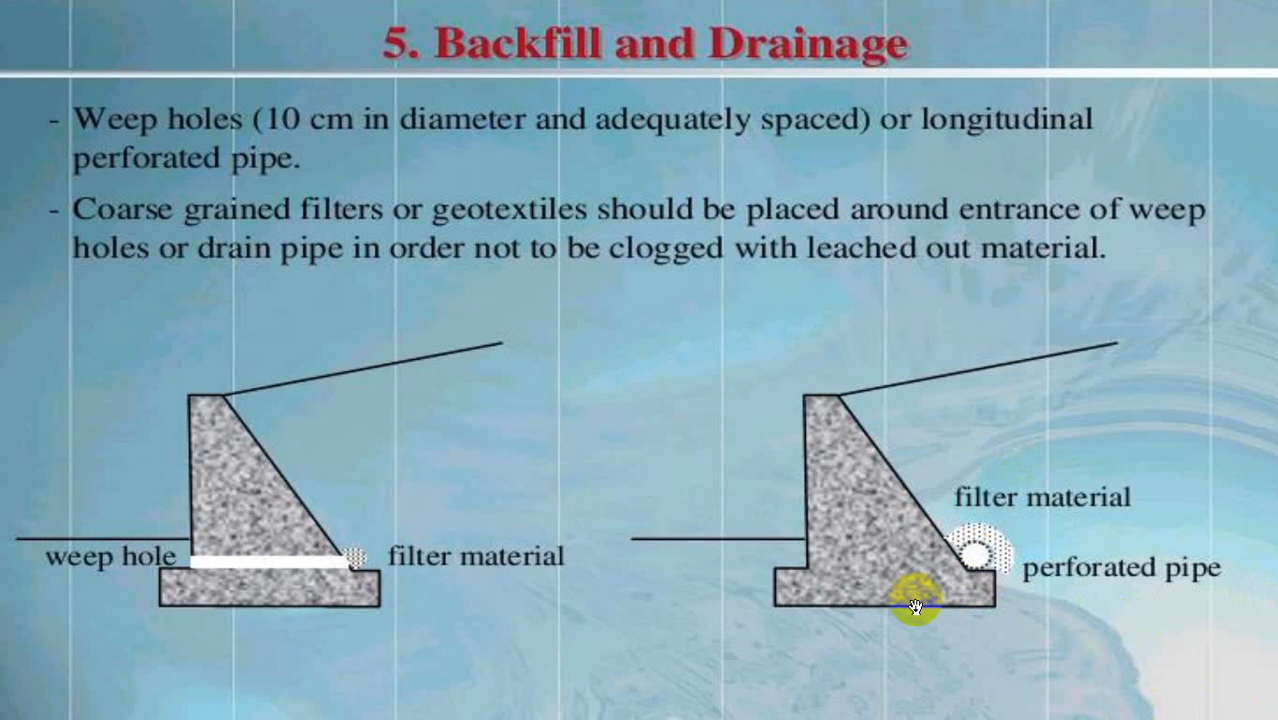 5. Backfill and Drainage
- Weep holes (10 cm in diameter and adequately spaced) or longitudinal
perforated pipe.
- Coarse grained filters or geotextiles should be placed around entrance of weep
holes or drain pipe in order not to be clogged with leached out material.
weep hole
filter material
filter material
perforated pipe